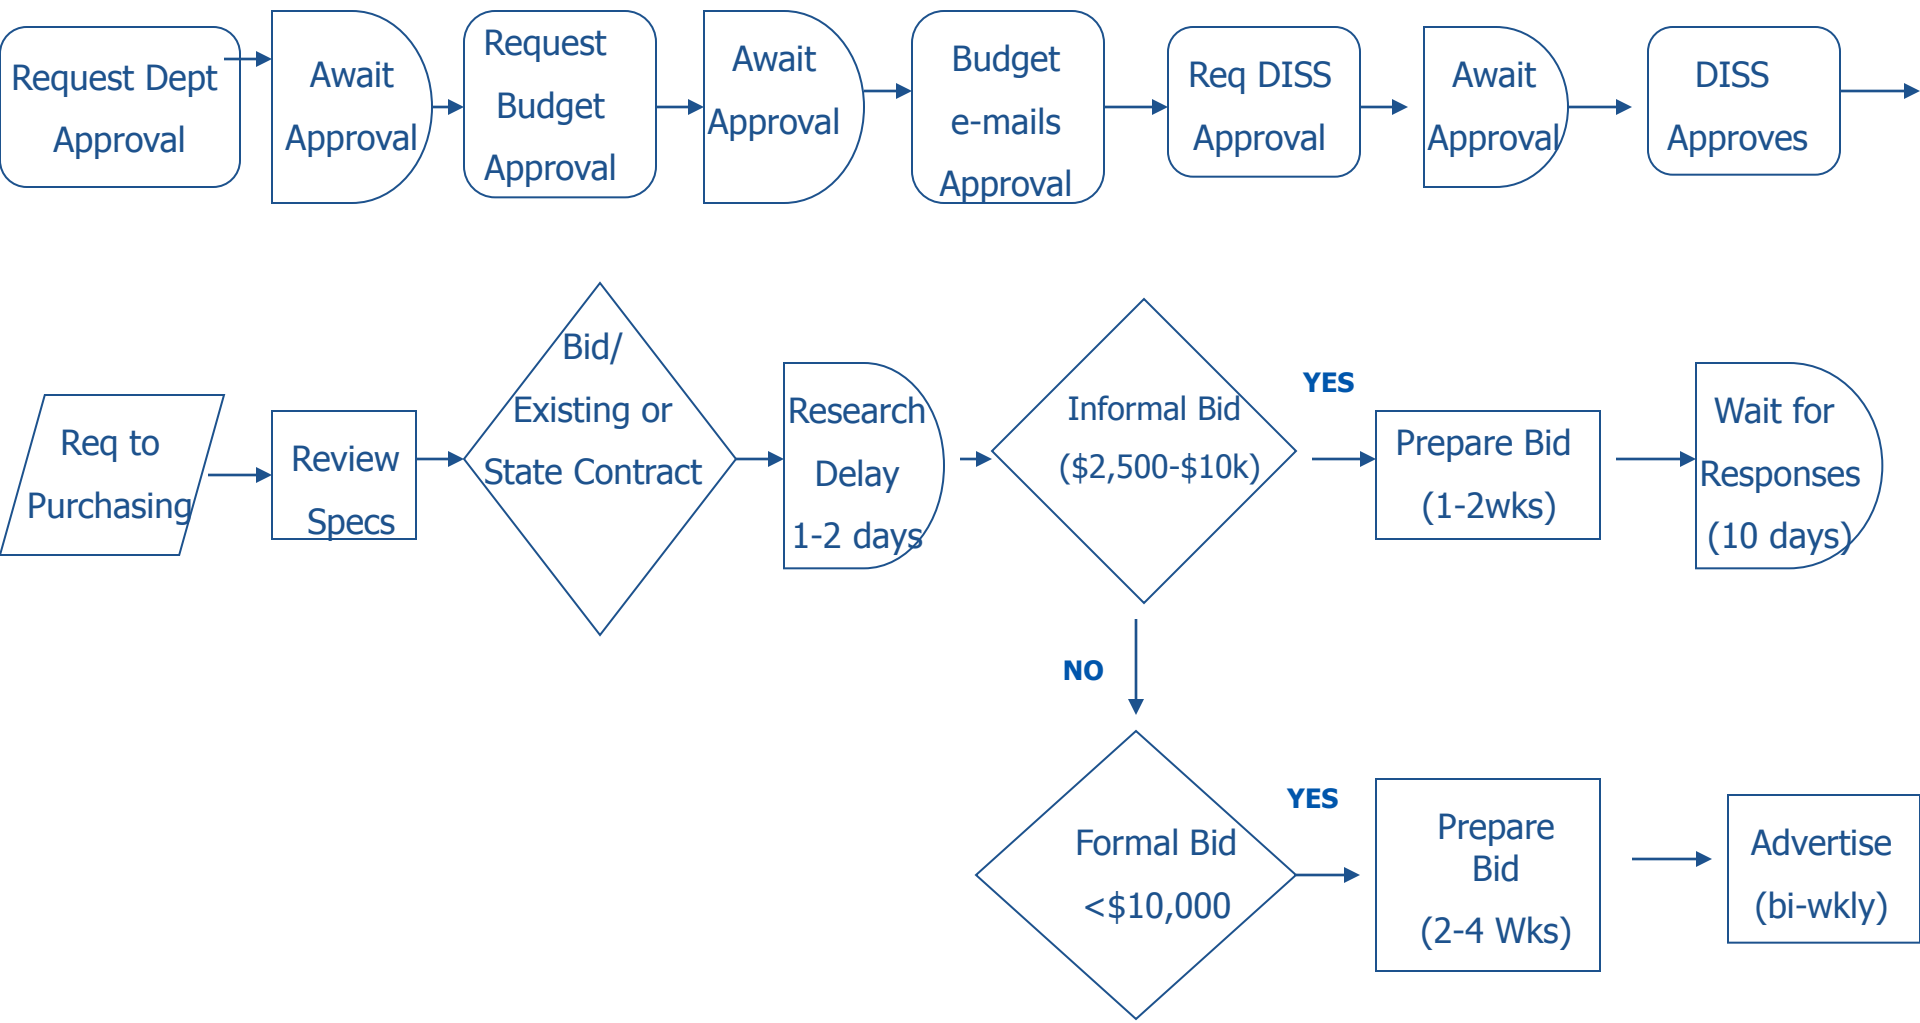 Request Dept
Approval
Await
Approval
Request
Budget
Approval
Await
Approval
Budget
e-mails
Approval
Req DISS
Approval
Await
Approval
DISS
Approves
Req to
Purchasing
Review
Specs
Bid/
Existing or
State Contract
Research
Delay
1-2 days
Informal Bid
($2,500-$10k)
YES
Prepare Bid
(1-2wks)
Wait for
Responses
(10 days)
NO
Formal Bid
<$10,000
YES
Prepare
Bid
(2-4 Wks)
Advertise
(bi-wkly)